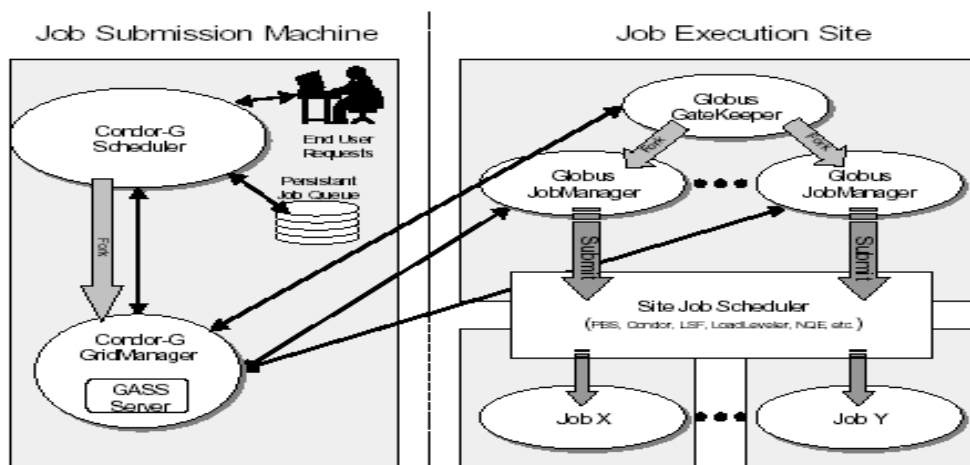 Job Submission Machine
Job Execution Site
Condor-G
Scheduler
End User
Requests
Persistant
Job Queue
Fork
Condor-G
GridManager
GASS
Server
Globus
GateKeeper
Fork
Fork
Globus
JobManager
Globus
JobManager
Submit
Submit
Site Job Scheduler
(PBS, Condor, LSF, LoadLeveler, NQE, etc.)
Job X
Job Y